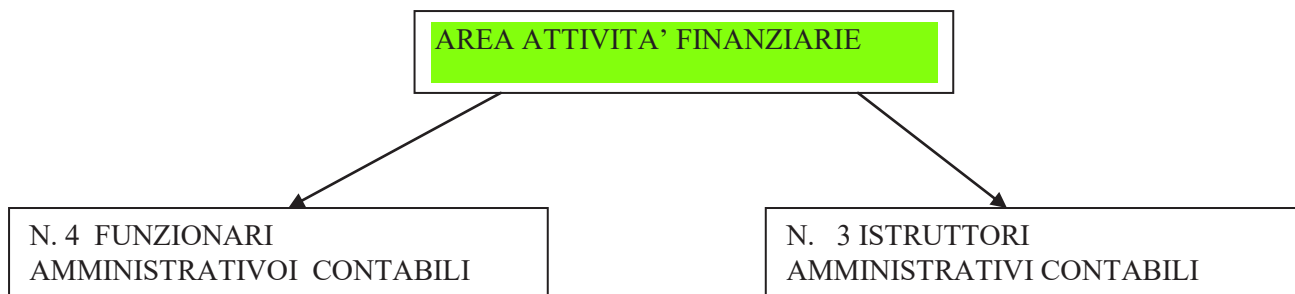 AREA ATTIVITA’ FINANZIARIE
N. 4 FUNZIONARI
AMMINISTRATIVOI CONTABILI
N. 3 ISTRUTTORI
AMMINISTRATIVI CONTABILI